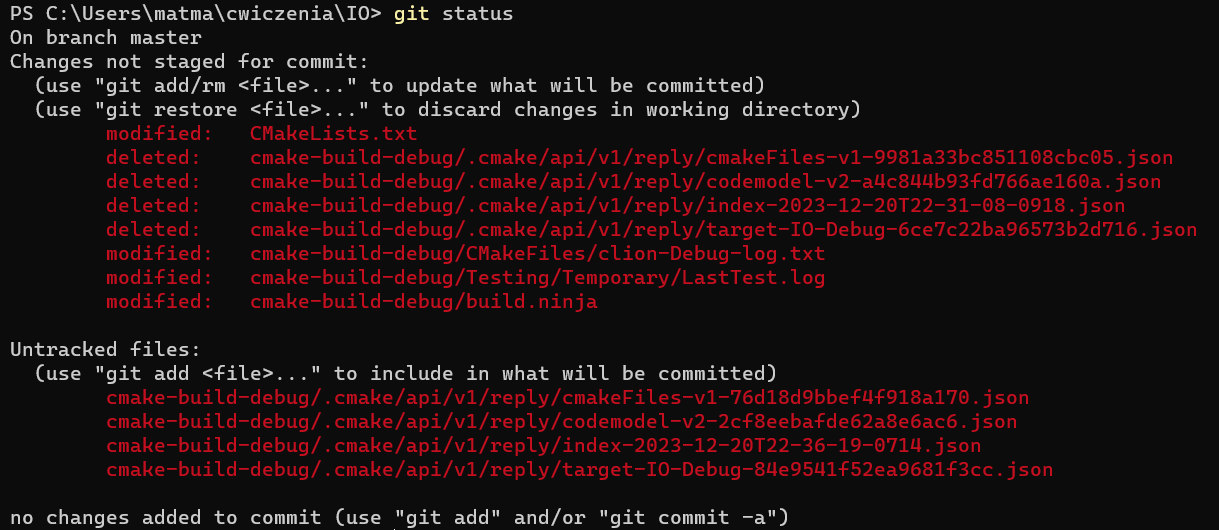 PS C:\Users\matma\cwiczenia\IO> git status
On branch master
Changes not staged for commit:
  (use "git add/rm <file>..." to update what will be committed)
  (use "git restore <file>..." to discard changes in working directory)
        modified:   CMakeLists.txt
        deleted:    cmake-build-debug/.cmake/api/v1/reply/cmakeFiles-v1-9981a33bc851108cbc05.json
        deleted:    cmake-build-debug/.cmake/api/v1/reply/codemodel-v2-a4c844b93fd766ae160a.json
        deleted:    cmake-build-debug/.cmake/api/v1/reply/index-2023-12-20T22-31-08-0918.json
        deleted:    cmake-build-debug/.cmake/api/v1/reply/target-IO-Debug-6ce7c22ba96573b2d716.json
        modified:   cmake-build-debug/CMakeFiles/clion-Debug-log.txt
        modified:   cmake-build-debug/Testing/Temporary/LastTest.log
        modified:   cmake-build-debug/build.ninja

Untracked files:
  (use "git add <file>..." to include in what will be committed)
        cmake-build-debug/.cmake/api/v1/reply/cmakeFiles-v1-76d18d9bbef4f918a170.json
        cmake-build-debug/.cmake/api/v1/reply/codemodel-v2-2cf8eebafde62a8e6ac6.json
        cmake-build-debug/.cmake/api/v1/reply/index-2023-12-20T22-36-19-0714.json
        cmake-build-debug/.cmake/api/v1/reply/target-IO-Debug-84e9541f52ea9681f3cc.json

no changes added to commit (use "git add" and/or "git commit -a")